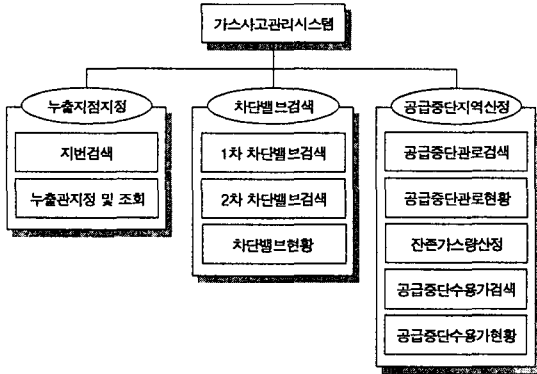 가스사고관리시스템
누출지점지정
지번검색
누출관지정 및 조회
차단밸브검색
1차 차단밸브검색
2차 차단밸브검색
차단밸브현황
공급중단지역산정
공급중단관로검색
공급중단관로현황
잔존가스량산정
공급중단수용가검색
공급중단수용가현황